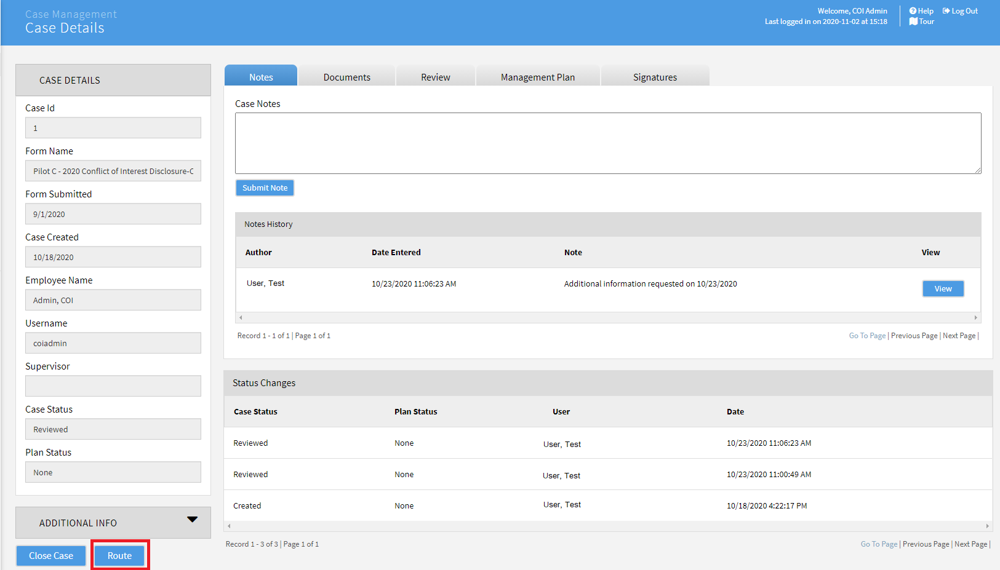 Case Management
Case Details
Welcome, COI Admin
Last logged in on 2020-11-02 at 15:18
Help
Log Out
Tour
CASE DETAILS
Case Id
1
Form Name
Pilot C - 2020 Conflict of Interest Disclosure-C
Form Submitted
9/1/2020
Case Created
10/18/2020
Employee Name
Admin, COI
Username
coiadmin
Supervisor
Case Status
Reviewed
Plan Status
None
ADDITIONAL INFO
Close Case
Route
Notes
Documents
Review
Management Plan
Signatures
Case Notes
Submit Note
Notes History
Author Date Entered Note View
User, Test 10/23/2020 11:06:23 AM Additional information requested on 10/23/2020 View
Record 1 - 1 of 1 | Page 1 of 1
Go To Page | Previous Page | Next Page |
Status Changes
Case Status Plan Status User Date
Reviewed None User, Test 10/23/2020 11:06:23 AM
Reviewed None User, Test 10/23/2020 11:00:49 AM
Created None User, Test 10/18/2020 4:22:17 PM
Record 1 - 3 of 3 | Page 1 of 1
Go To Page | Previous Page | Next Page |